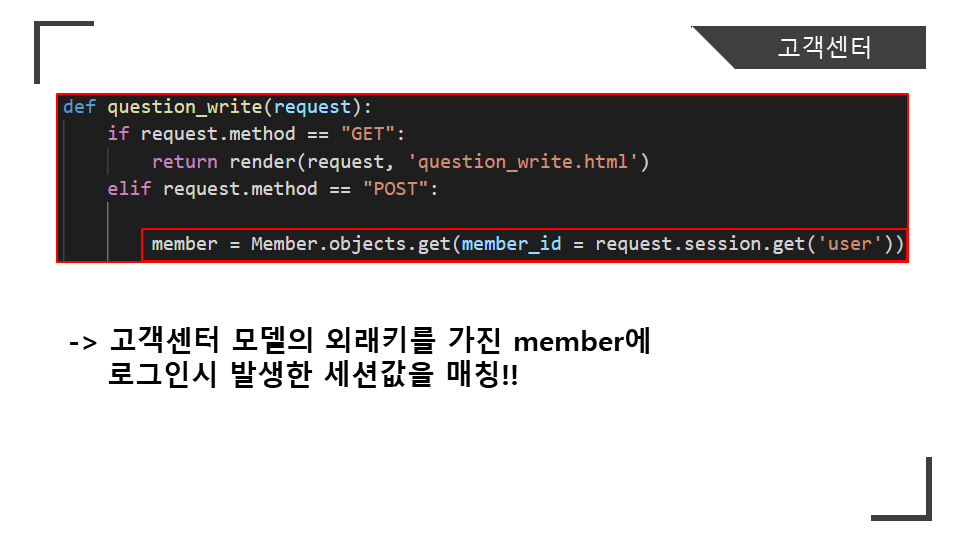 고객센터
def question_write(request):
    if request.method == "GET":
        return render(request, 'question_write.html')
    elif request.method == "POST":
        member = Member.objects.get(member_id = request.session.get('user'))
-> 고객센터 모델의 외래키를 가진 member에
로그인시 발생한 세션값을 매칭!!